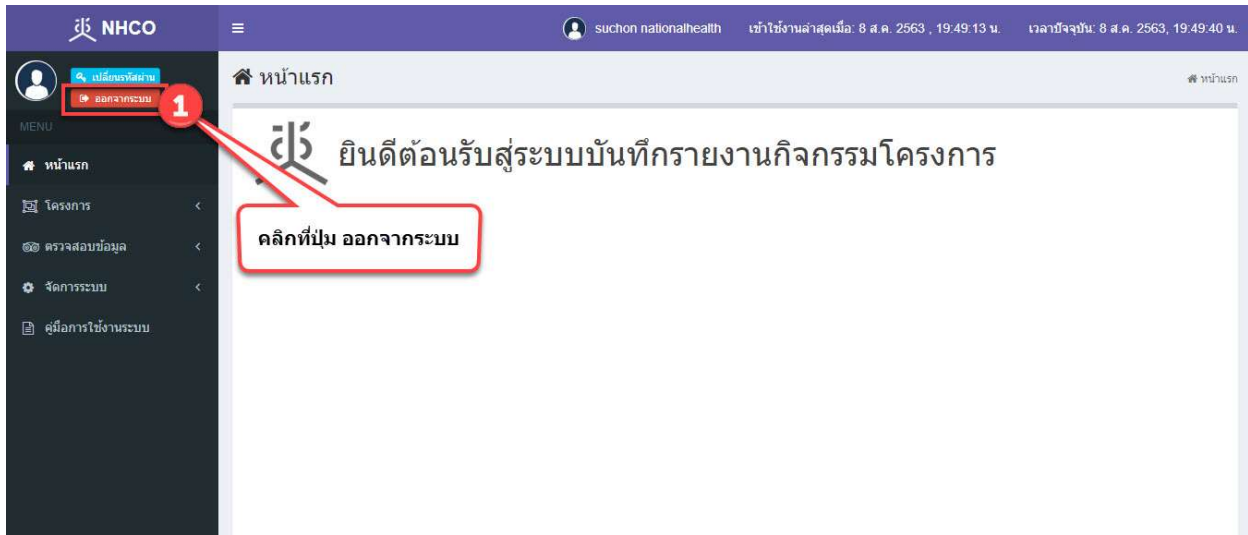 NHCO
suchon nationalhealth เข้าใช้งานล่าสุดเมื่อ: 8 ส.ค. 2563 , 19:49:13 น. เวลาปัจจุบัน: 8 ส.ค. 2563, 19:49:40 น.
เปลี่ยนรหัสผ่าน
ออกจากระบบ
1
หน้าแรก
หน้าแรก
MENU
หน้าแรก
โครงการ
ตรวจสอบข้อมูล
จัดการระบบ
คู่มือการใช้งานระบบ
ยินดีต้อนรับสู่ระบบบันทึกรายงานกิจกรรมโครงการ
คลิกที่ปุ่ม ออกจากระบบ